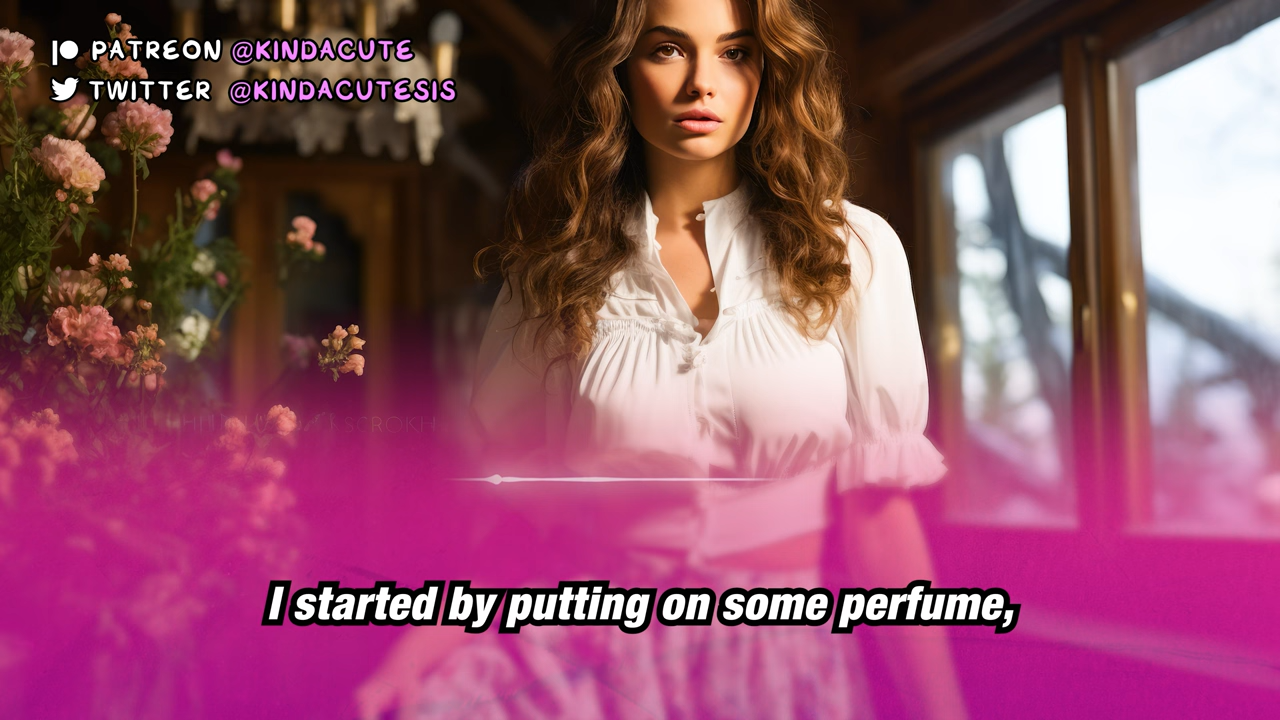 PATREON @KINDACUTE
TWITTER @KINDACUTESIS
I started by putting on some perfume,